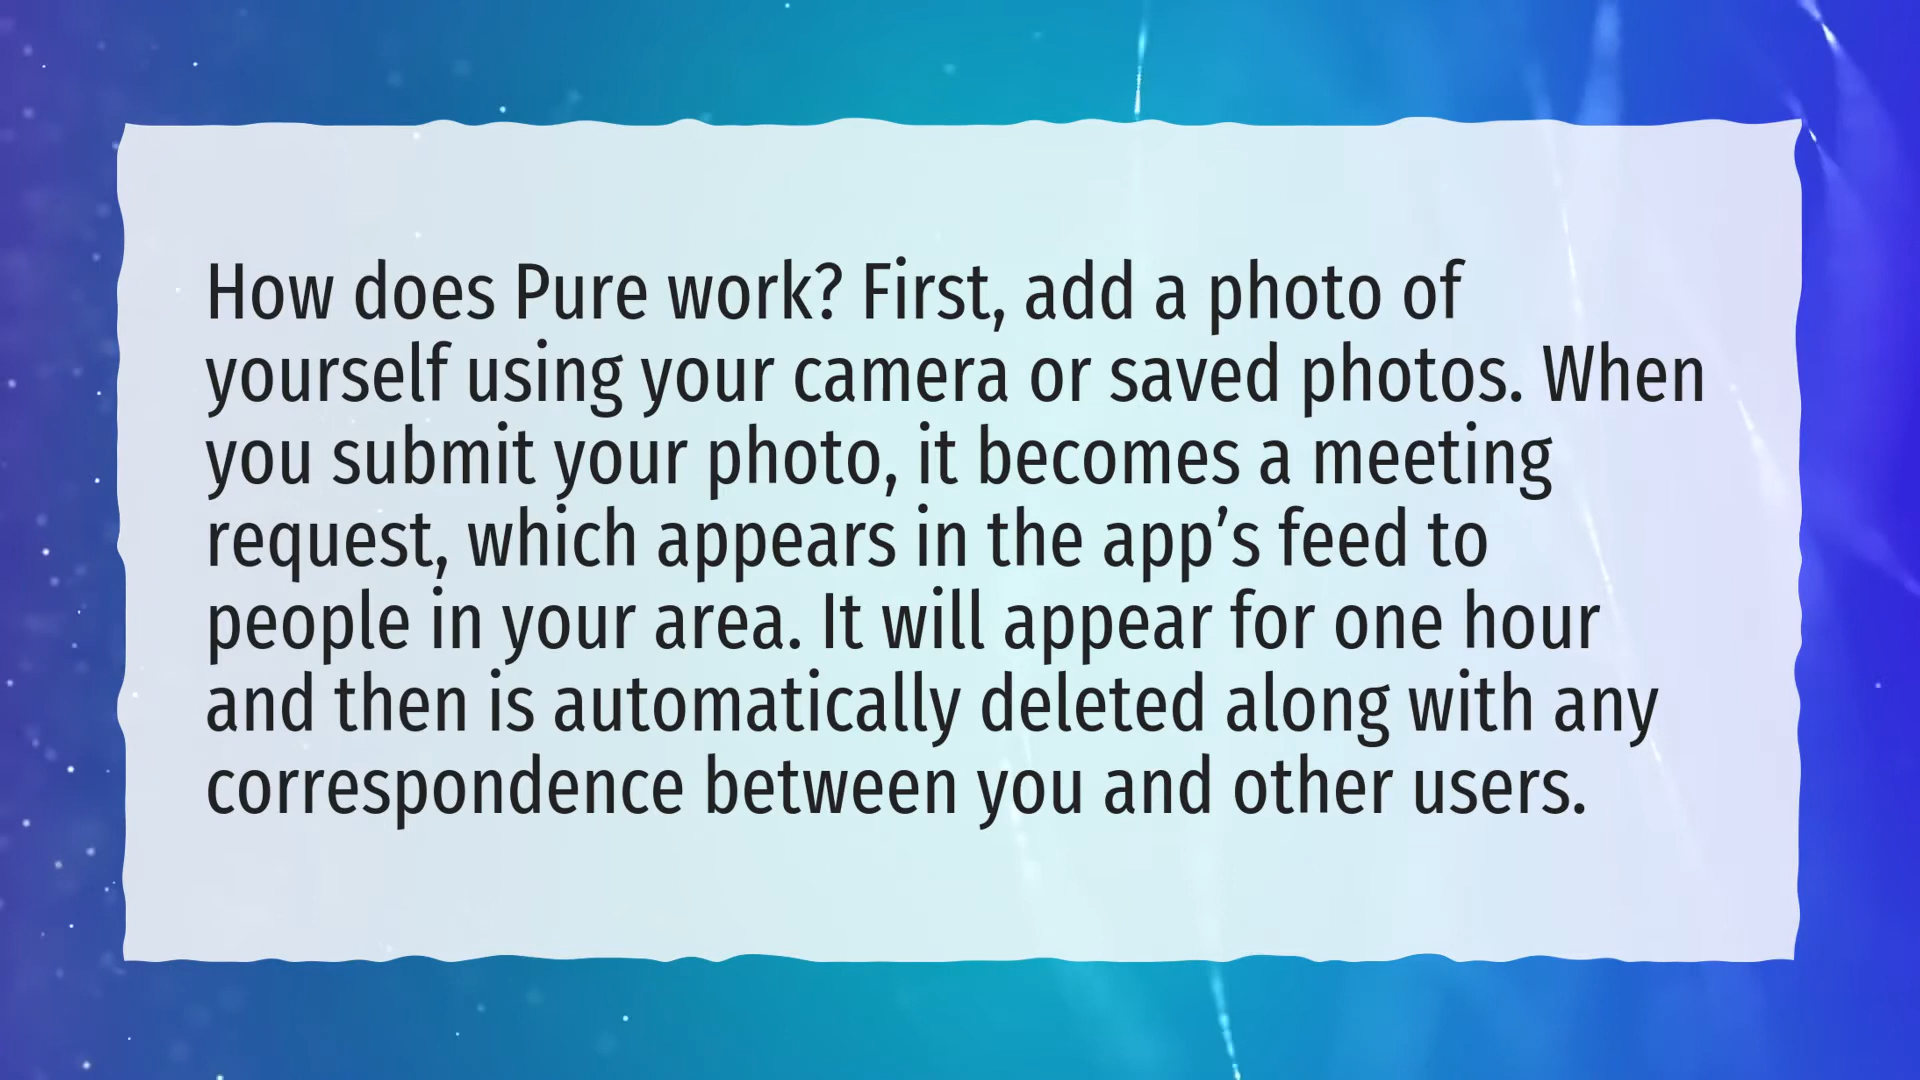 How does Pure work? First, add a photo of
yourself using your camera or saved photos. When
you submit your photo, it becomes a meeting
request, which appears in the app’s feed to
people in your area. It will appear for one hour
and then is automatically deleted along with any
correspondence between you and other users.